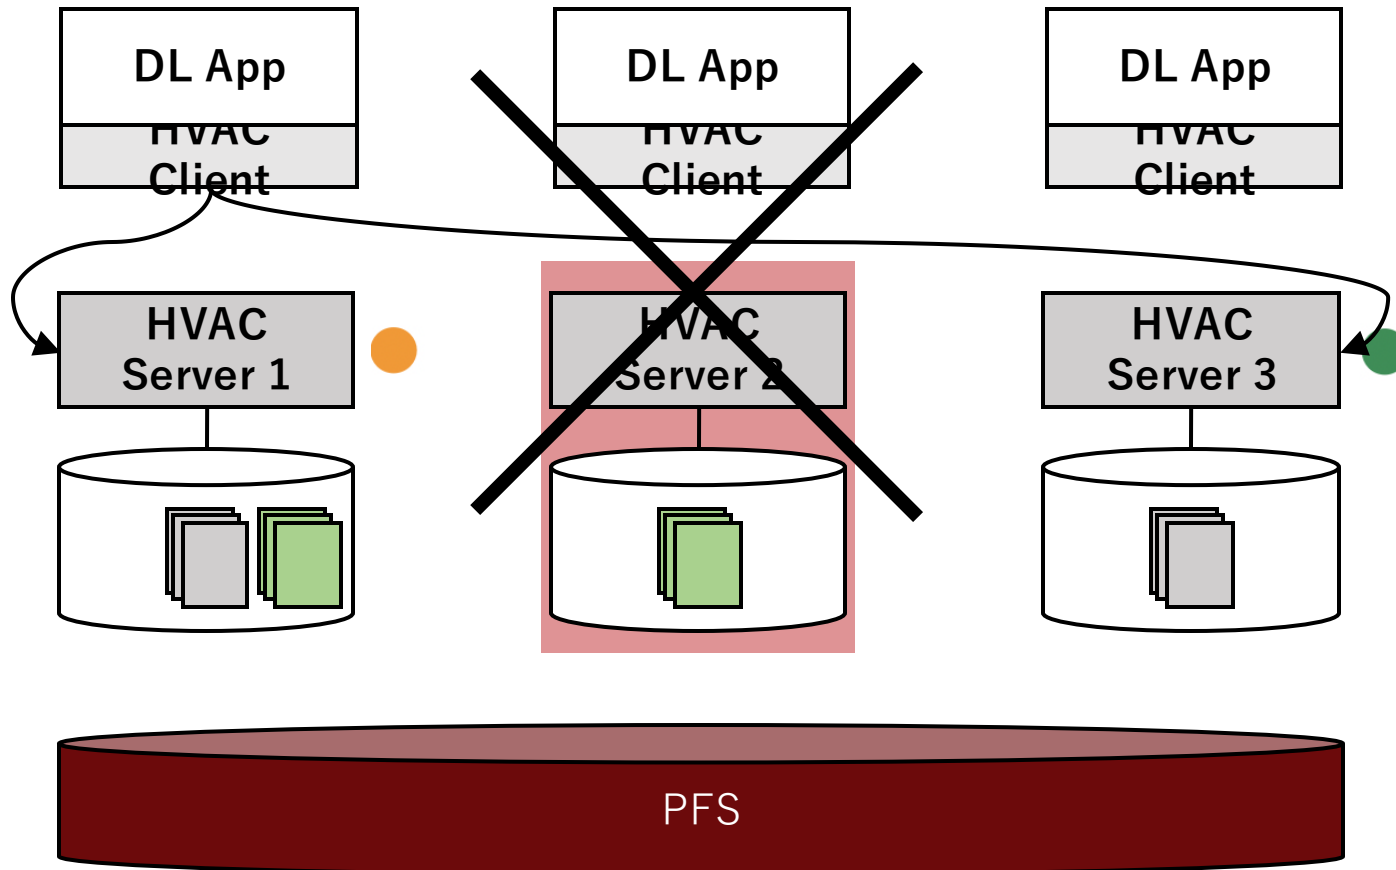 DL App
HVAC
Client
DL App
HVAC
Client
DL App
HVAC
Client
HVAC
Server 1
HVAC
Server 2
HVAC
Server 3
PFS